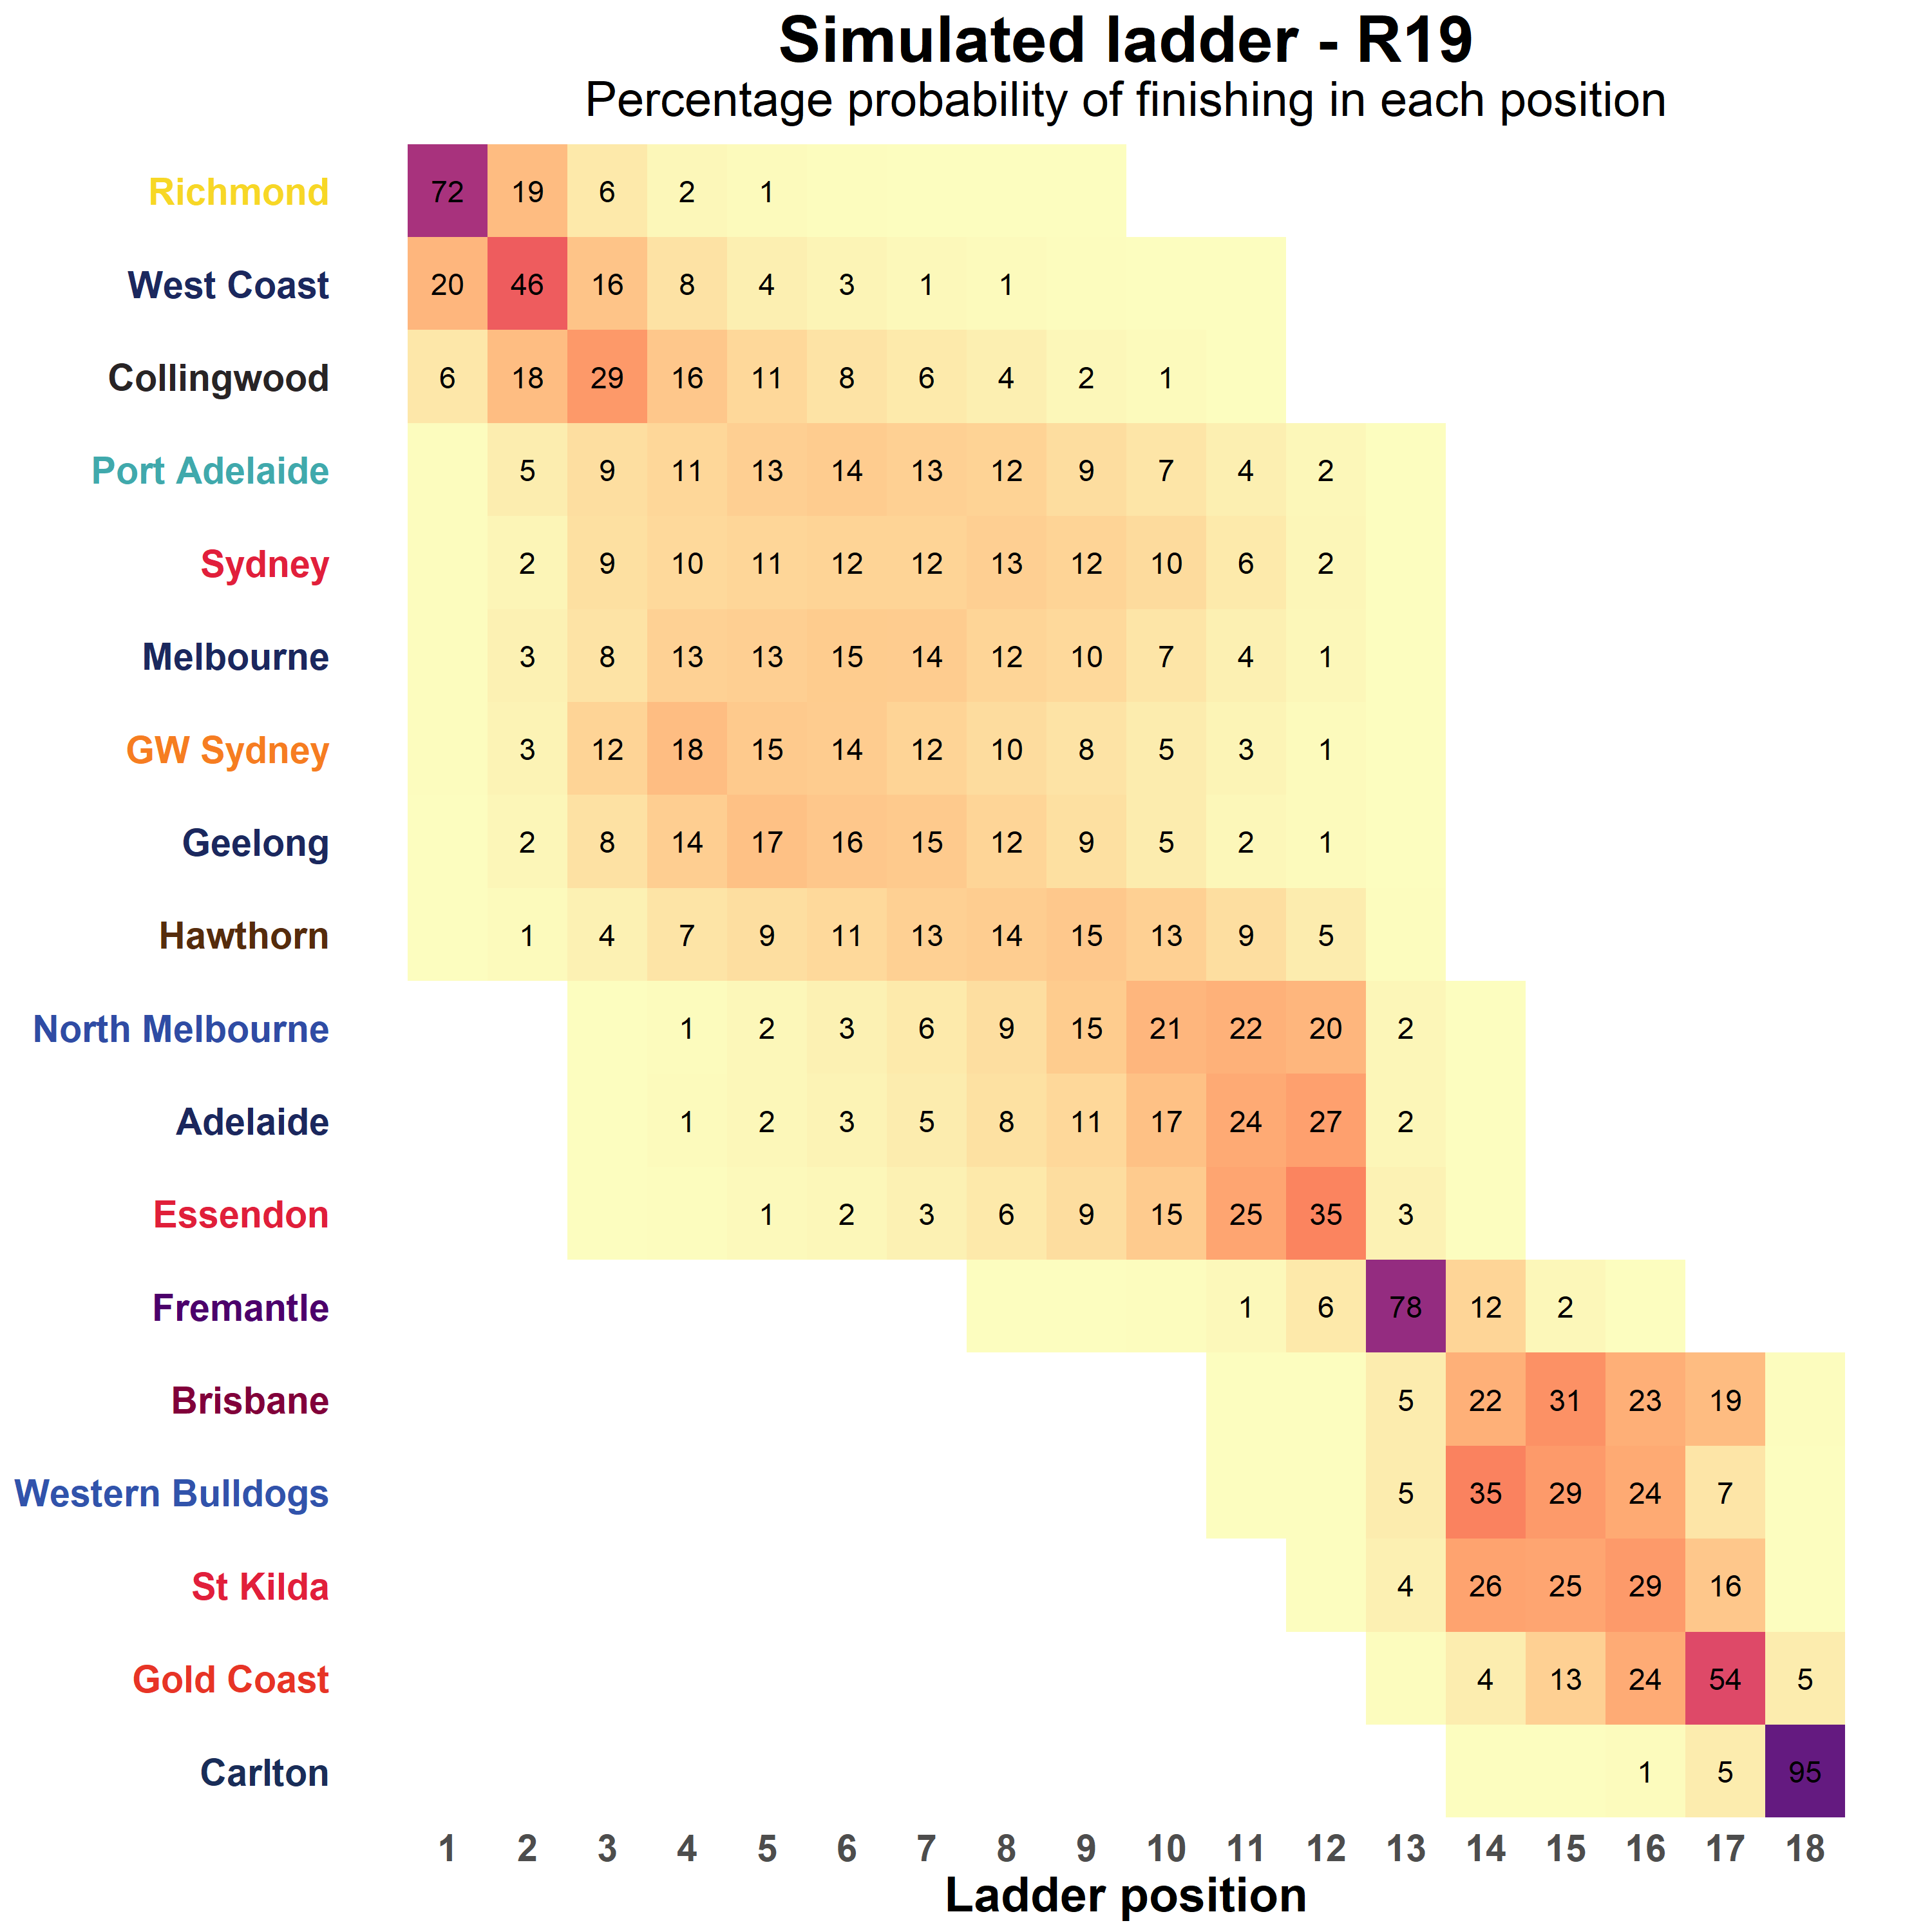 Simulated ladder - R19
Percentage probability of finishing in each position
Richmond 72 19 6 2 1
West Coast 20 46 16 8 4 3 1 1
Collingwood 6 18 29 16 11 8 6 4 2 1
Port Adelaide 5 9 11 13 14 13 12 9 7 4 2
Sydney 2 9 10 11 12 12 13 12 10 6 2
Melbourne 3 8 13 13 15 14 12 10 7 4 1
GW Sydney 3 12 18 15 14 12 10 8 5 3 1
Geelong 2 8 14 17 16 15 12 9 5 2 1
Hawthorn 1 4 7 9 11 13 14 15 13 9 5
North Melbourne 1 2 3 6 9 15 21 22 20 2
Adelaide 1 2 3 5 8 11 17 24 27 2
Essendon 1 2 3 6 9 15 25 35 3
Fremantle 1 6 78 12 2
Brisbane 5 22 31 23 19
Western Bulldogs 5 35 29 24 7
St Kilda 4 26 25 29 16
Gold Coast 4 13 24 54 5
Carlton 1 5 95
1 2 3 4 5 6 7 8 9 10 11 12 13 14 15 16 17 18
Ladder position